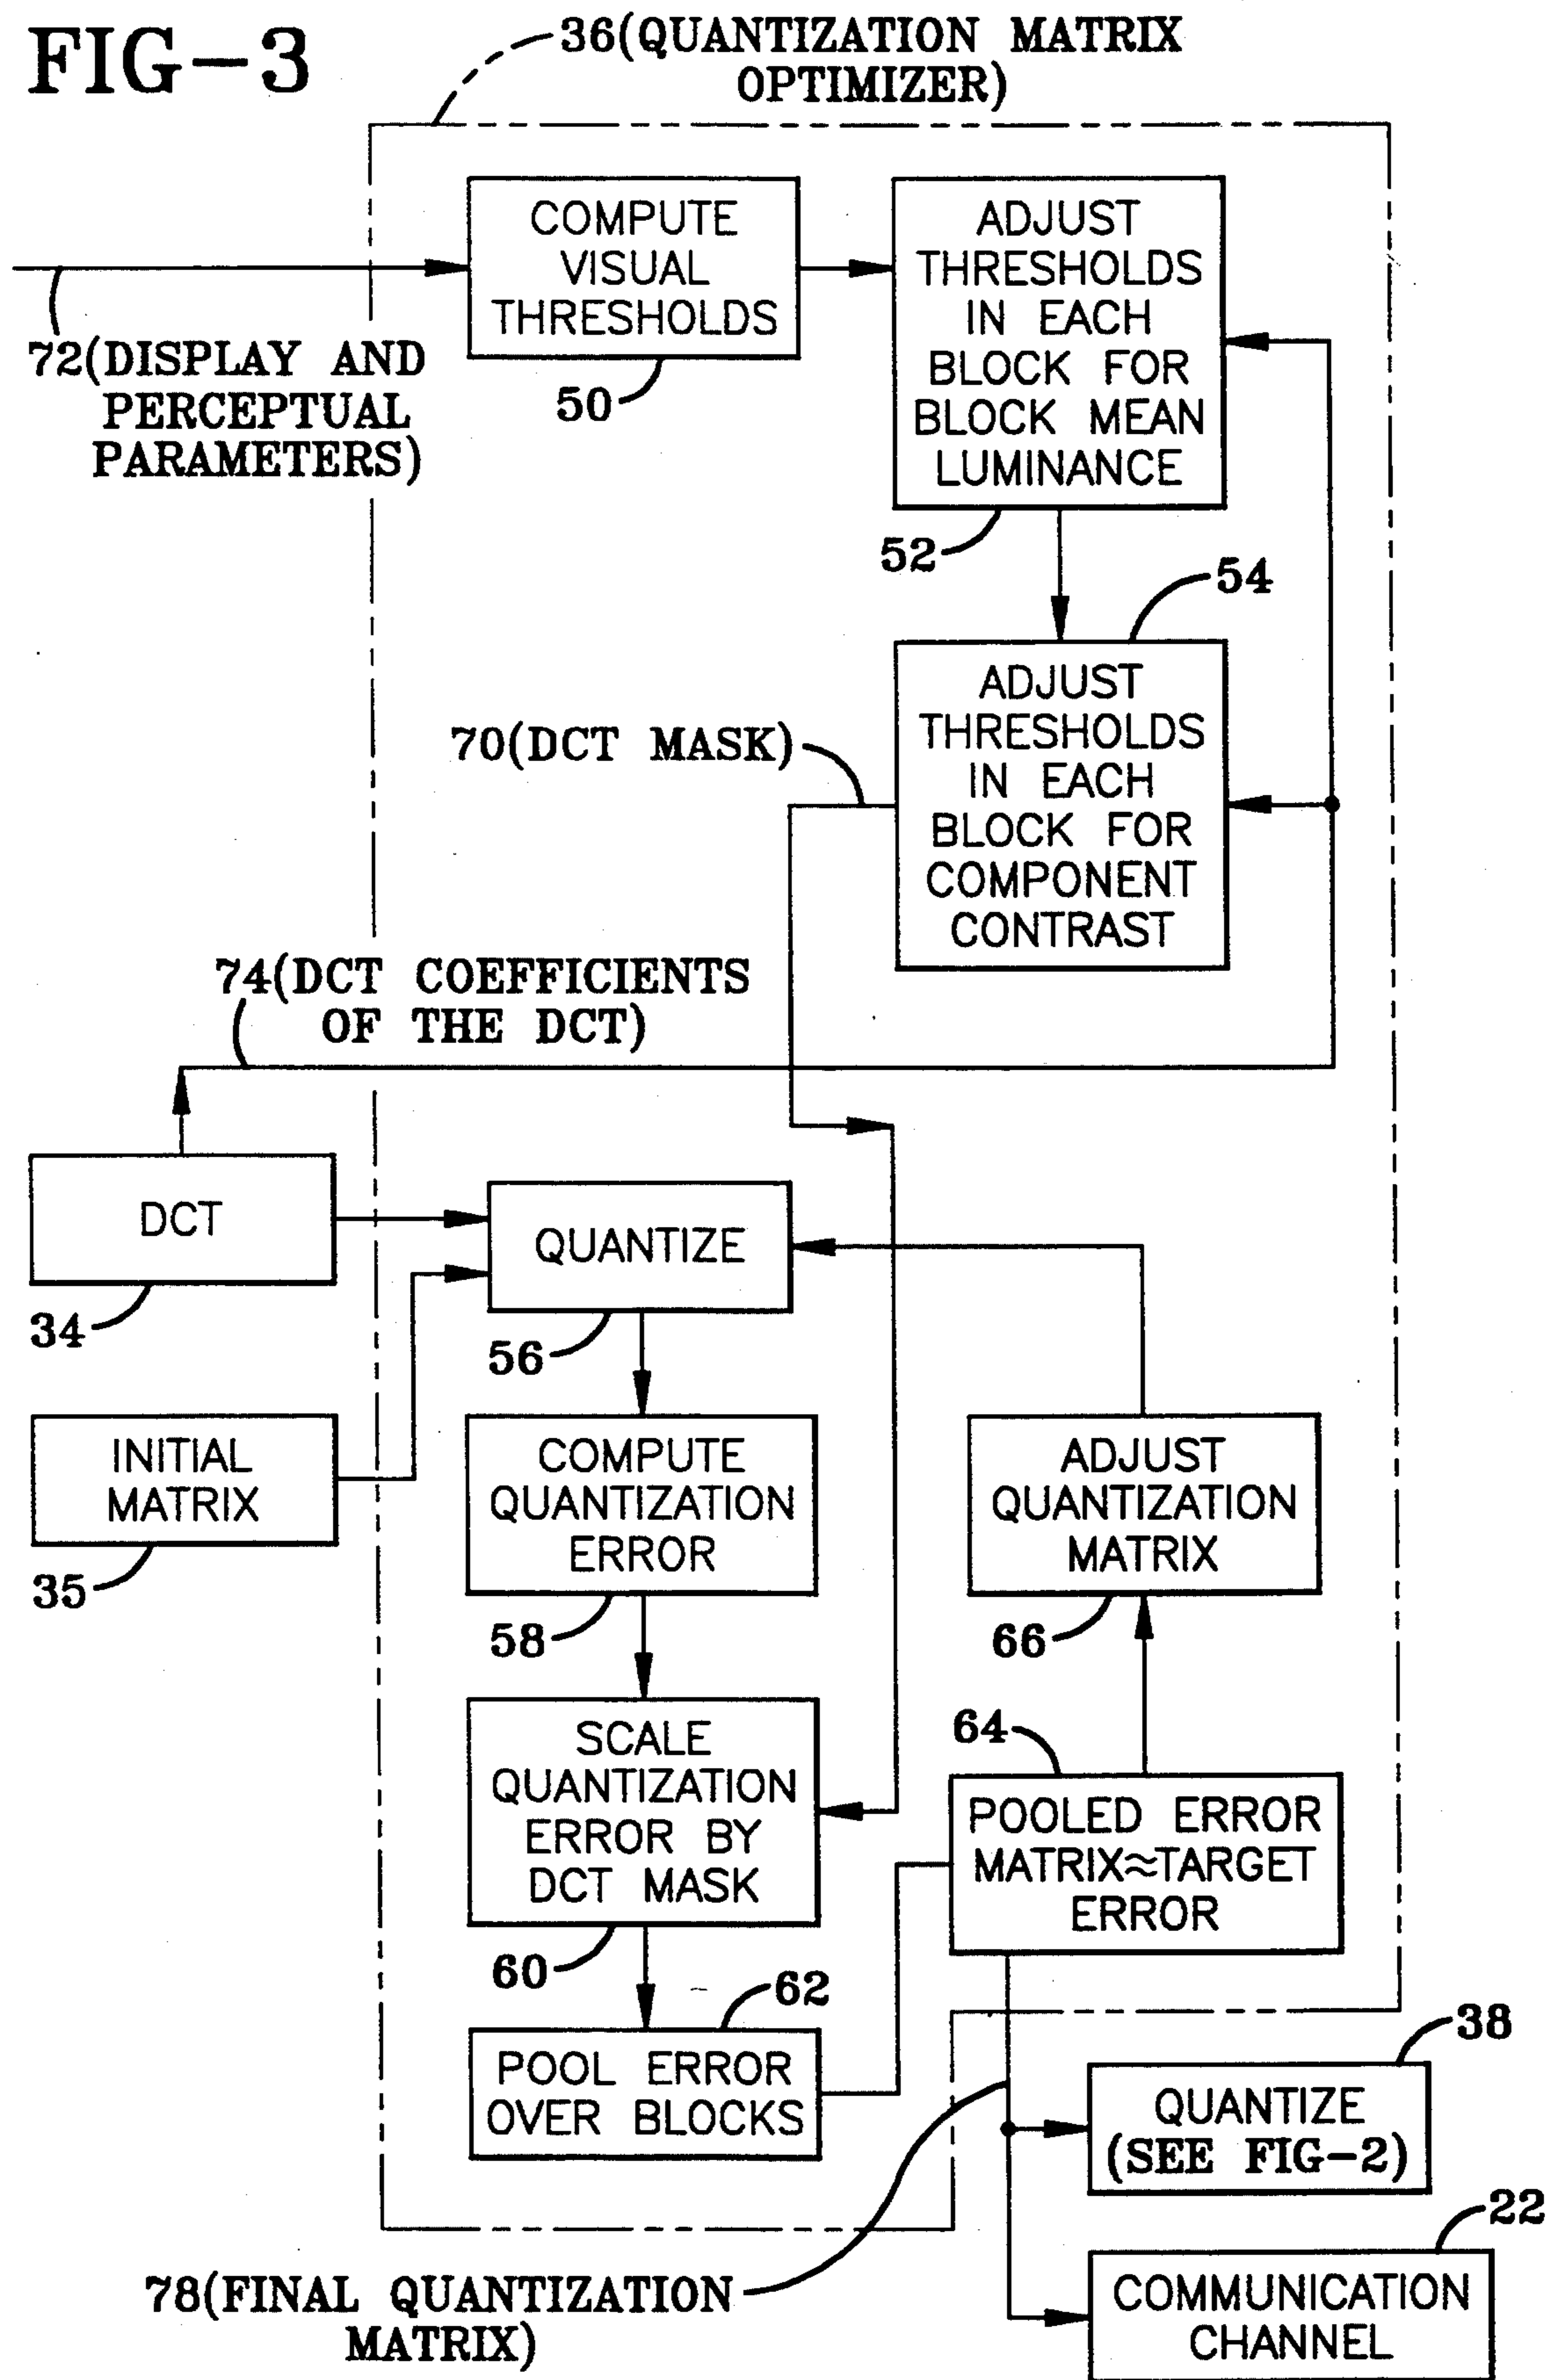 FIG-3
36(QUANTIZATION MATRIX
OPTIMIZER)
COMPUTE
VISUAL
THRESHOLDS
50
ADJUST
THRESHOLDS
IN EACH
BLOCK FOR
BLOCK MEAN
LUMINANCE
52
72(DISPLAY AND
PERCEPTUAL
PARAMETERS)
54
ADJUST
THRESHOLDS
IN EACH
BLOCK FOR
COMPONENT
CONTRAST
70(DCT MASK)
74(DCT COEFFICIENTS
OF THE DCT)
DCT
34
QUANTIZE
56
INITIAL
MATRIX
35
COMPUTE
QUANTIZATION
ERROR
58
ADJUST
QUANTIZATION
MATRIX
66
SCALE
QUANTIZATION
ERROR BY
DCT MASK
60
64
POOLED ERROR
MATRIX≈TARGET
ERROR
62
POOL ERROR
OVER BLOCKS
38
QUANTIZE
(SEE FIG-2)
22
COMMUNICATION
CHANNEL
78(FINAL QUANTIZATION
MATRIX)